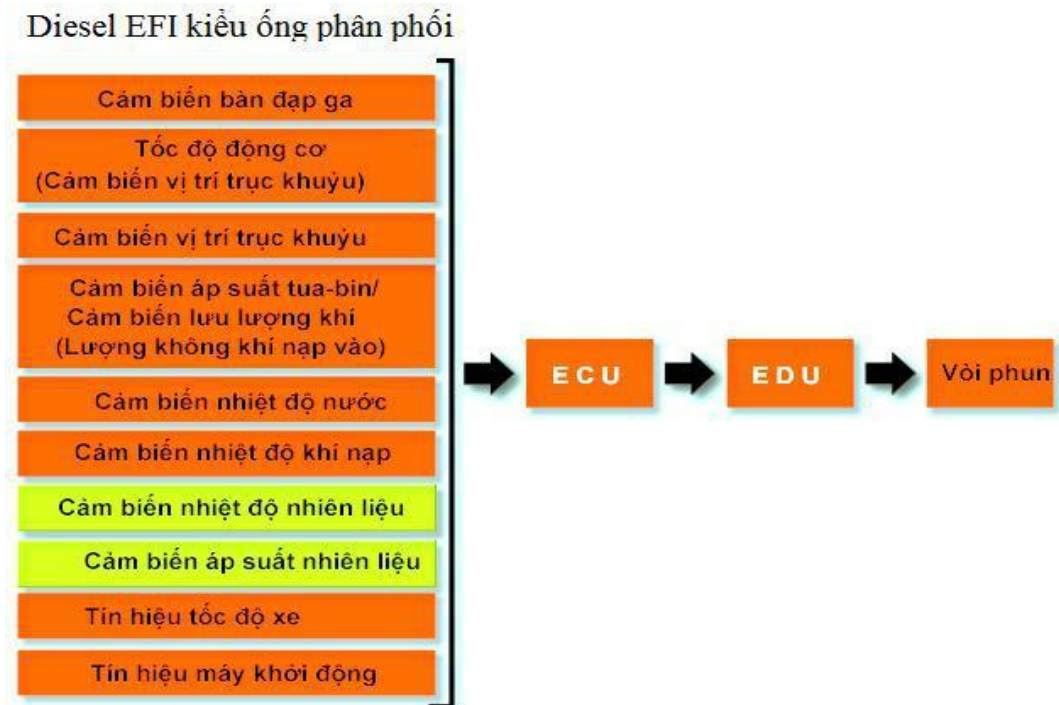 Diesel EFI kiểu ống phân phối
Cảm biến bàn đạp ga
Tốc độ động cơ
(Cảm biến vị trí trục khuỷu)
Cảm biến vị trí trục khuỷu
Cảm biến áp suất tua-bin/
Cảm biến lưu lượng khí
(Lượng không khí nạp vào)
Cảm biến nhiệt độ nước
Cảm biến nhiệt độ khí nạp
Cảm biến nhiệt độ nhiên liệu
Cảm biến áp suất nhiên liệu
Tín hiệu tốc độ xe
Tín hiệu máy khởi động
ECU
EDU
Vòi phun